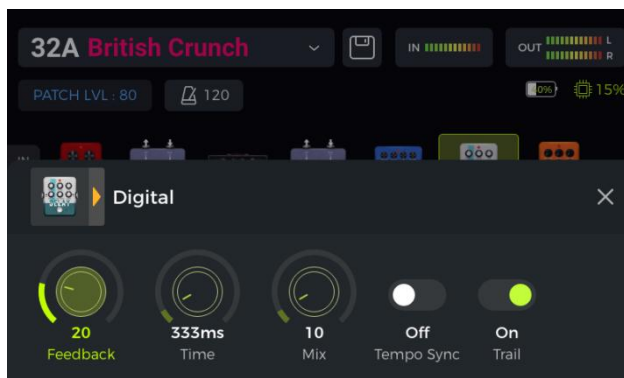 32A British Crunch
IN
OUT
L
R
PATCH LVL : 80
120
15%
Digital
20
333ms
10
Off
On
Feedback
Time
Mix
Tempo Sync
Trail